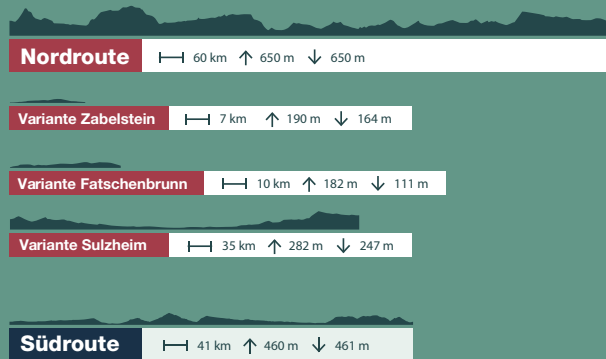 Nordroute 60 km 650 m 650 m
Variante Zabelstein 7 km 190 m 164 m
Variante Fatschenbrunn 10 km 182 m 111 m
Variante Sulzheim 35 km 282 m 247 m
Südroute 41 km 460 m 461 m